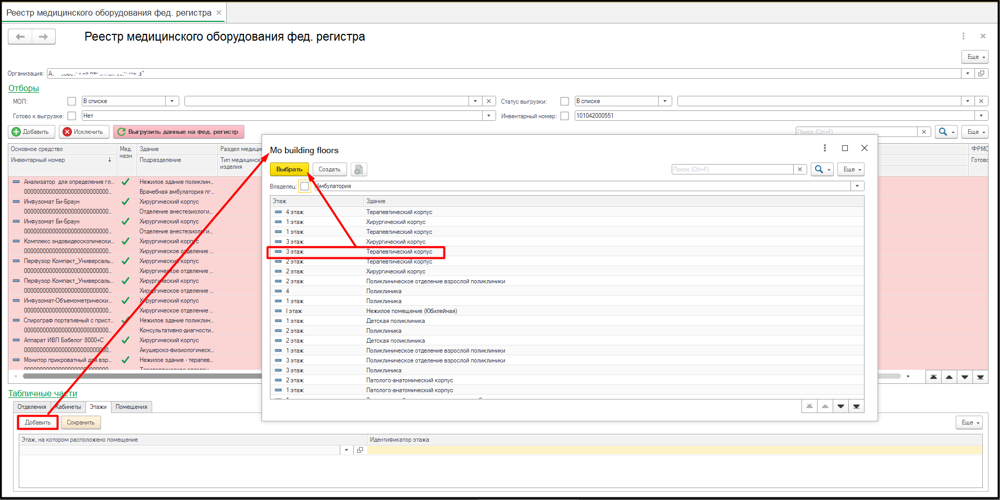 Реестр медицинского оборудования фед. регистра
Реестр медицинского оборудования фед. регистра
Еще
Организация:
Отборы
МОЛ: В списке Статус выгрузки: В списке
Готово к выгрузке: Нет Инвентарный номер: 101042000551
Добавить Исключить Выгрузить данные на фед. регистр Поиск (Ctrl+F) Еще
Основное средство Мед. назн Здание Раздел медицин ФРМС
Инвентарный номер Подразделение Тип медицинск изделия Готово
Анализатор для определение гл... Нежилое здание поликлин...
000000000000000000000000000... Врачебная амбулатория пг...
Инфузомат Би-Браун Хирургический корпус
000000000000000000000000000... Отделение анестезиологи...
Инфузомат Би-Браун Хирургический корпус
000000000000000000000000000... Отделение анестезиологи...
Комплекс эндовидеоскопически... Хирургический корпус
000000000000000000000000000... Хирургическое отделение ...
Перфузор Компакт_Универсаль... Хирургический корпус
000000000000000000000000000... Хирургическое отделение ...
Перфузор Компакт_Универсаль... Хирургический корпус
000000000000000000000000000... Хирургическое отделение ...
Инфузомат-Объемометрически... Хирургический корпус
000000000000000000000000000... Хирургическое отделение ...
Спирограф портативный с прист... Нежилое здание поликлин...
000000000000000000000000000... Консультативно-диагности...
Аппарат ИВЛ Бэбелог 8000+С Хирургический корпус
000000000000000000000000000... Акушерско-физиологическ...
Монитор прикроватный для взр... Нежилое здание - терапев...
Mo building floors
Выбрать Создать Поиск (Ctrl+F) Еще
Владелец: Амбулатория
Этаж Здание
4 этаж Терапевтический корпус
1 этаж Хирургический корпус
1 этаж Терапевтический корпус
3 этаж Хирургический корпус
3 этаж Терапевтический корпус
2 этаж Терапевтический корпус
2 этаж Хирургический корпус
2 этаж Поликлиническое отделение взрослой поликлиники
4 Поликлиника
1 этаж Поликлиника
I этаж Нежилое помещение (Юбилейная)
1 этаж Детская поликлиника
2 этаж Поликлиника
2 этаж Детская поликлиника
1 этаж Поликлиническое отделение взрослой поликлиники
3 этаж Поликлиническое отделение взрослой поликлиники
3 этаж Поликлиника
2 этаж Патолого-анатомический корпус
1 этаж Патолого-анатомический корпус
Табличные части
Отделения Кабинеты Этажи Помещения
Добавить Сохранить Еще
Этаж, на котором расположено помещение Идентификатор этажа